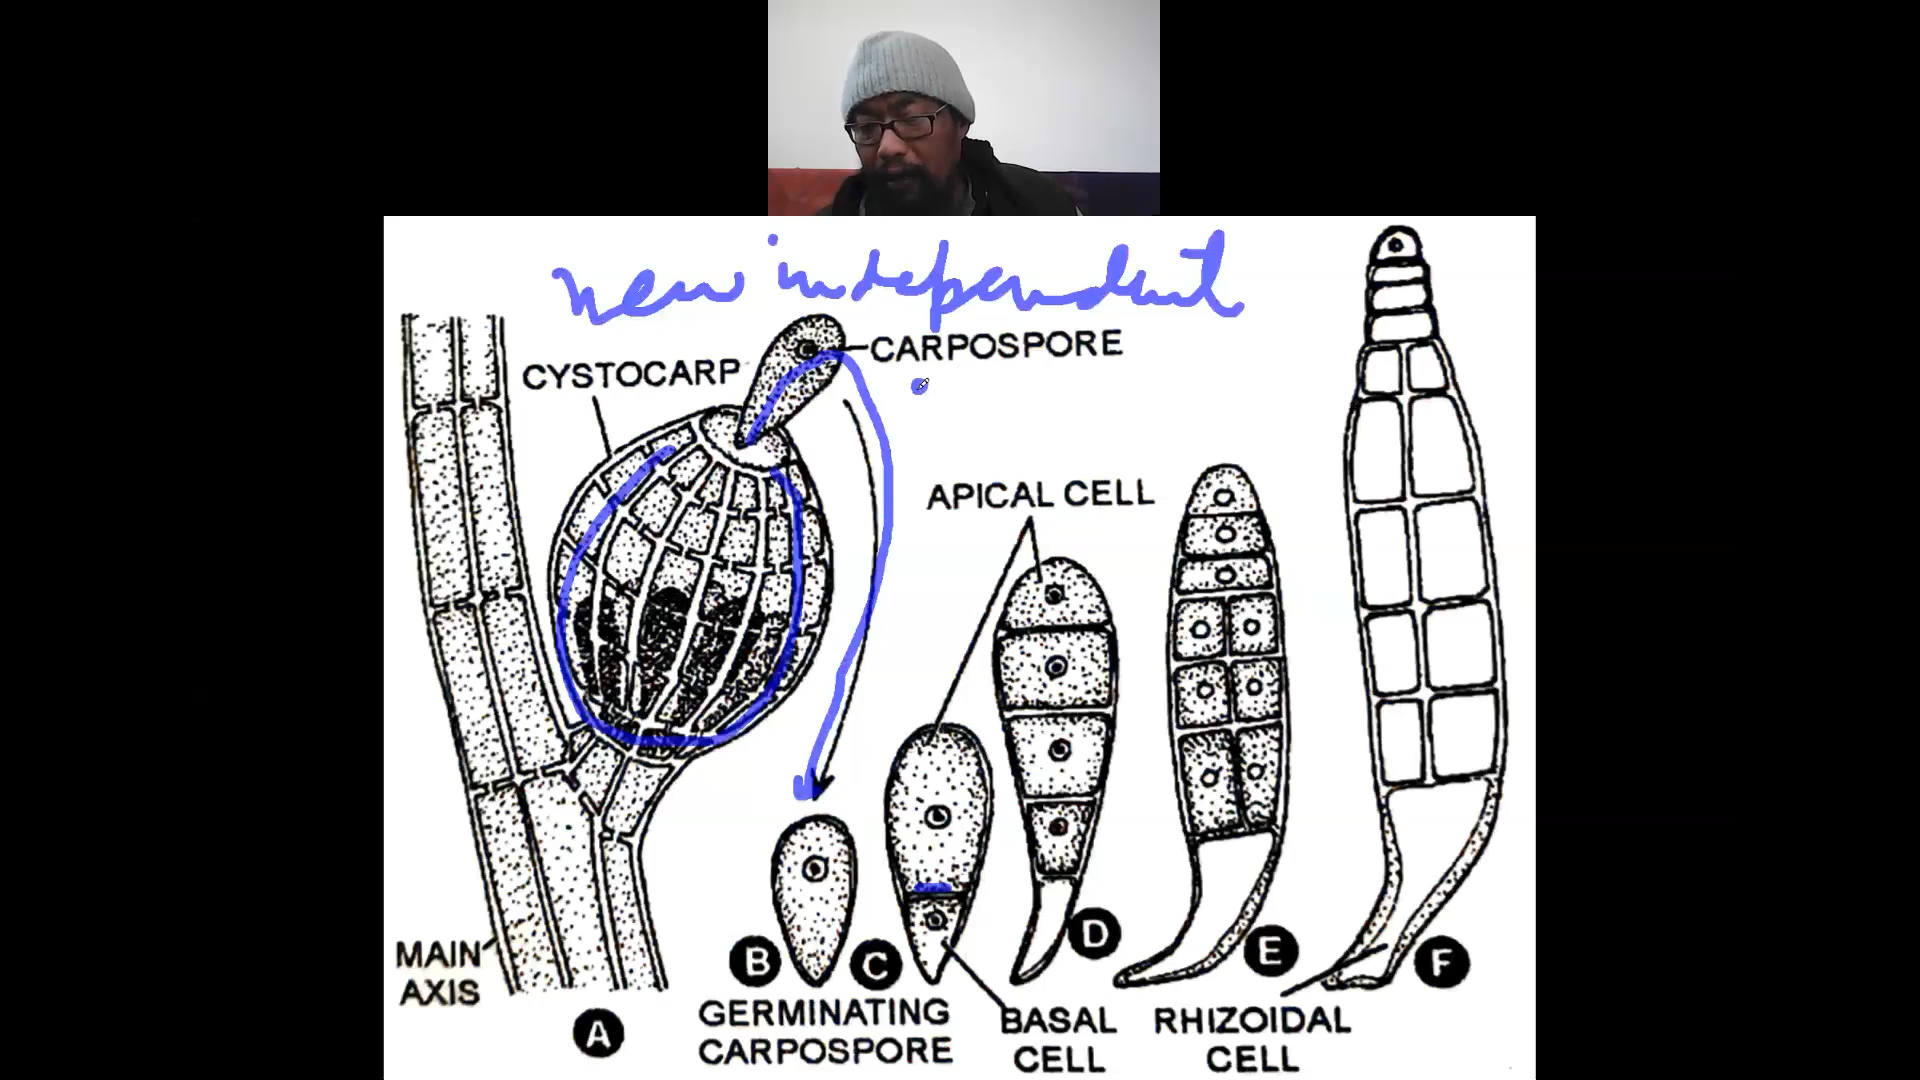 new independent
CARPOSPORE
CYSTOCARP
APICAL CELL
MAIN
AXIS
A
B
C
D
E
F
GERMINATING
CARPOSPORE
BASAL
CELL
RHIZOIDAL
CELL